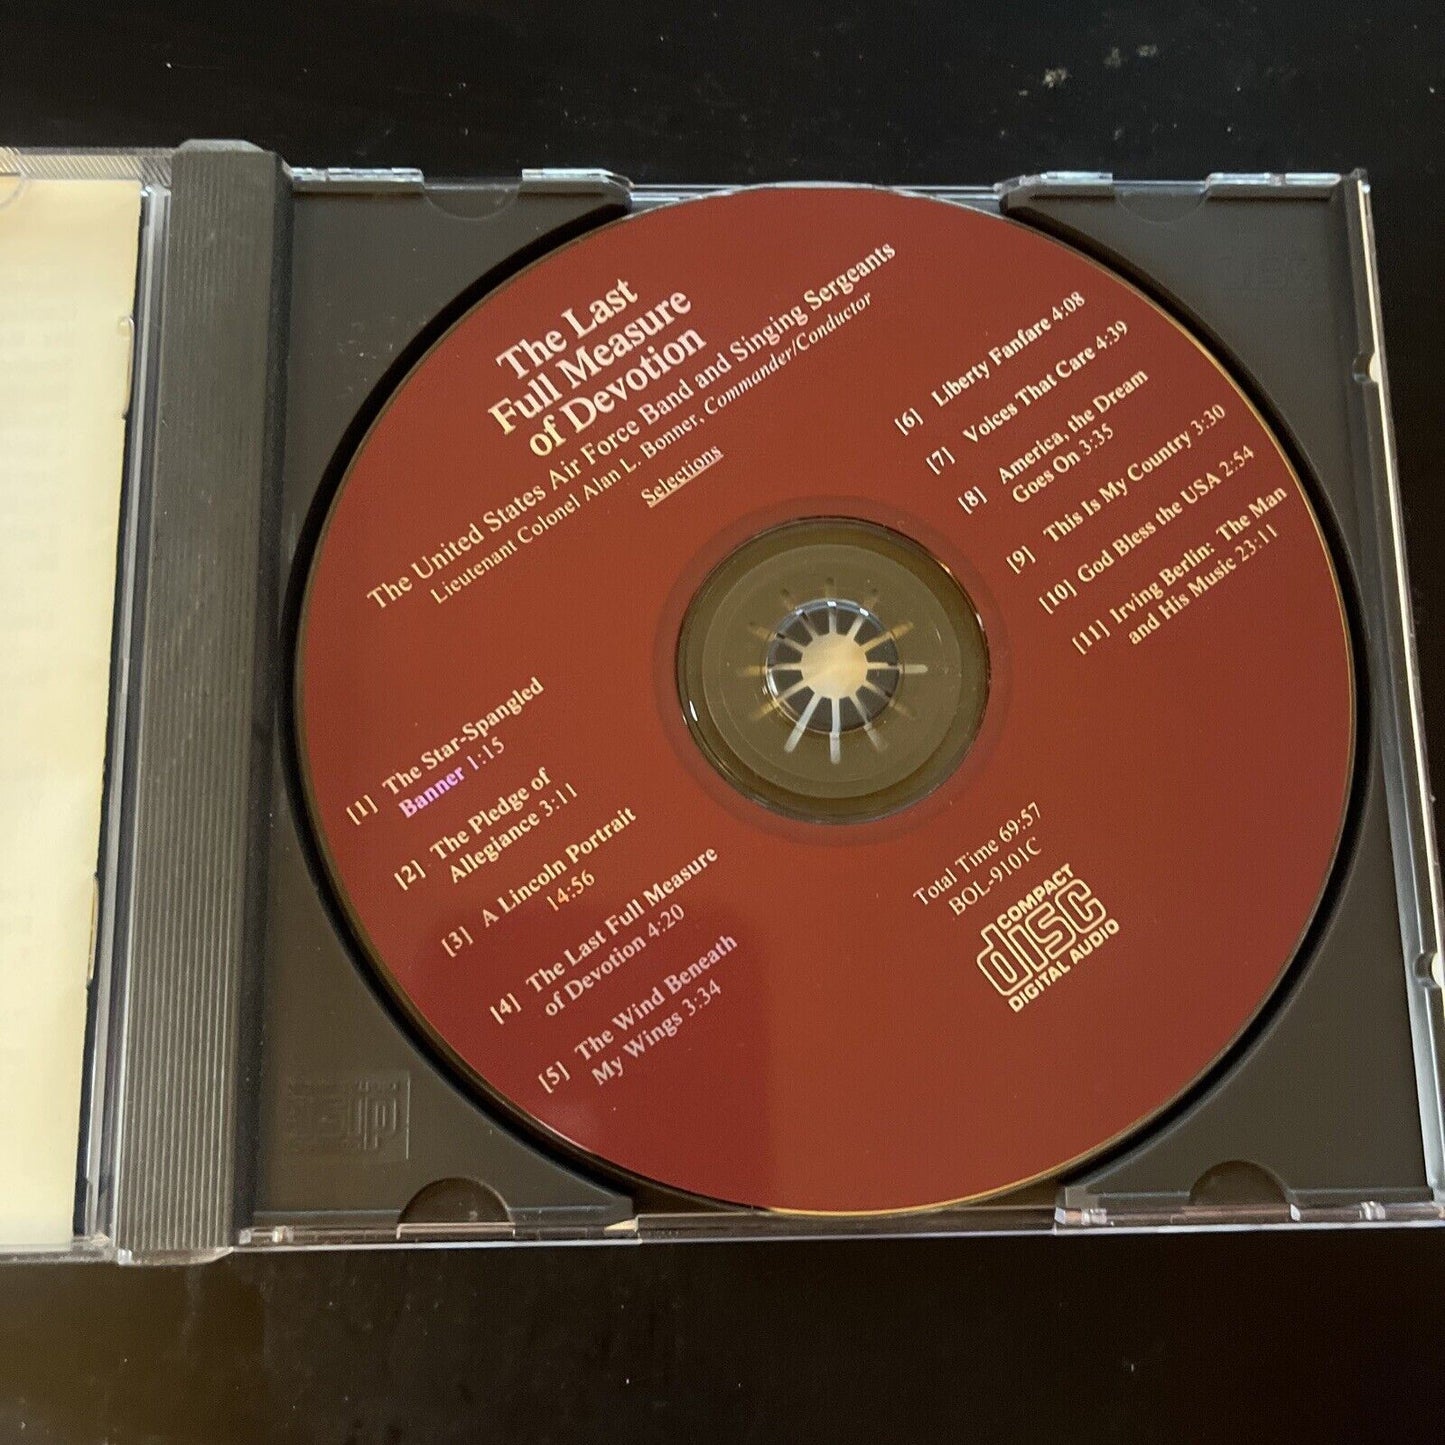 The Last
Full Measure
of Devotion
The United States Air Force Band and Singing Sergeants
Lieutenant Colonel Alan L. Bonner, Commander/Conductor
Selections
[1] The Star-Spangled
Banner 1:15
[2] The Pledge of
Allegiance 3:11
[3] A Lincoln Portrait
14:56
[4] The Last Full Measure
of Devotion 4:20
[5] The Wind Beneath
My Wings 3:34
[6] Liberty Fanfare 4:08
[7] Voices That Care 4:39
[8] America, the Dream
Goes On 3:35
[9] This Is My Country 3:30
[10] God Bless the USA 2:54
[11] Irving Berlin: The Man
and His Music 23:11
Total Time 69:57
BOL-9101C
COMPACT
disc
DIGITAL AUDIO